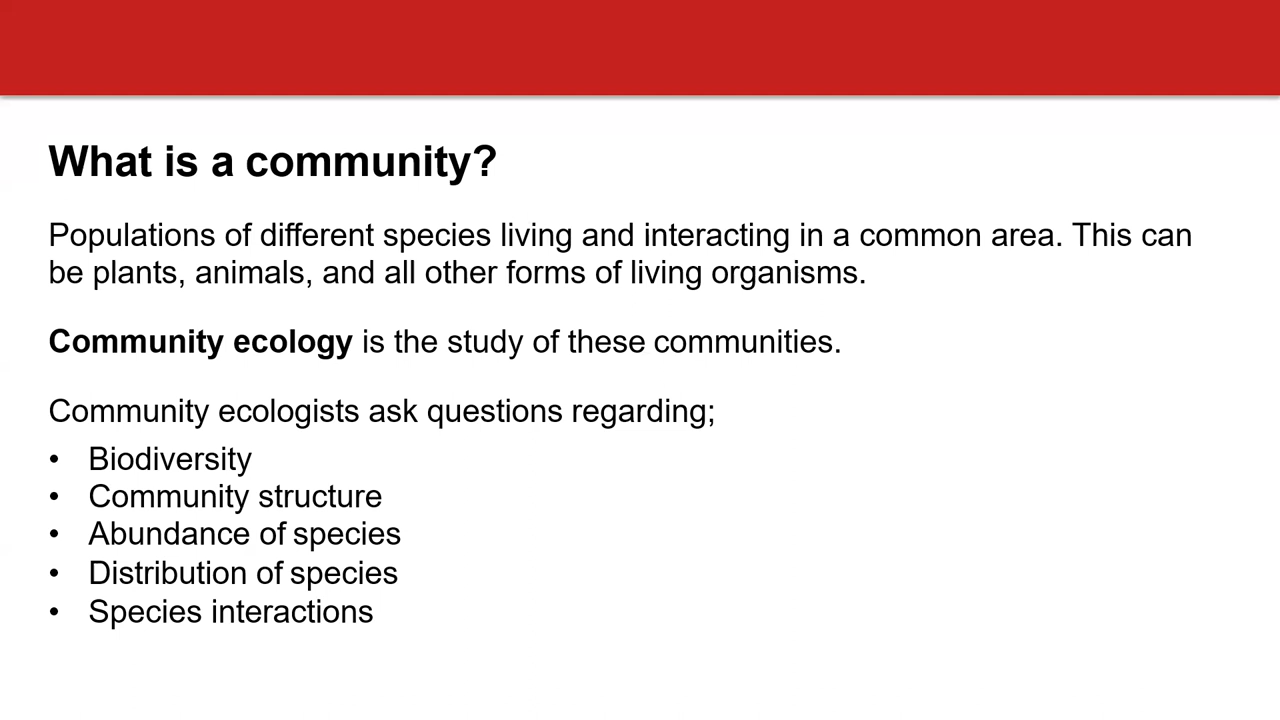 What is a community?
Populations of different species living and interacting in a common area. This can
be plants, animals, and all other forms of living organisms.
Community ecology is the study of these communities.
Community ecologists ask questions regarding;
• Biodiversity
• Community structure
• Abundance of species
• Distribution of species
• Species interactions